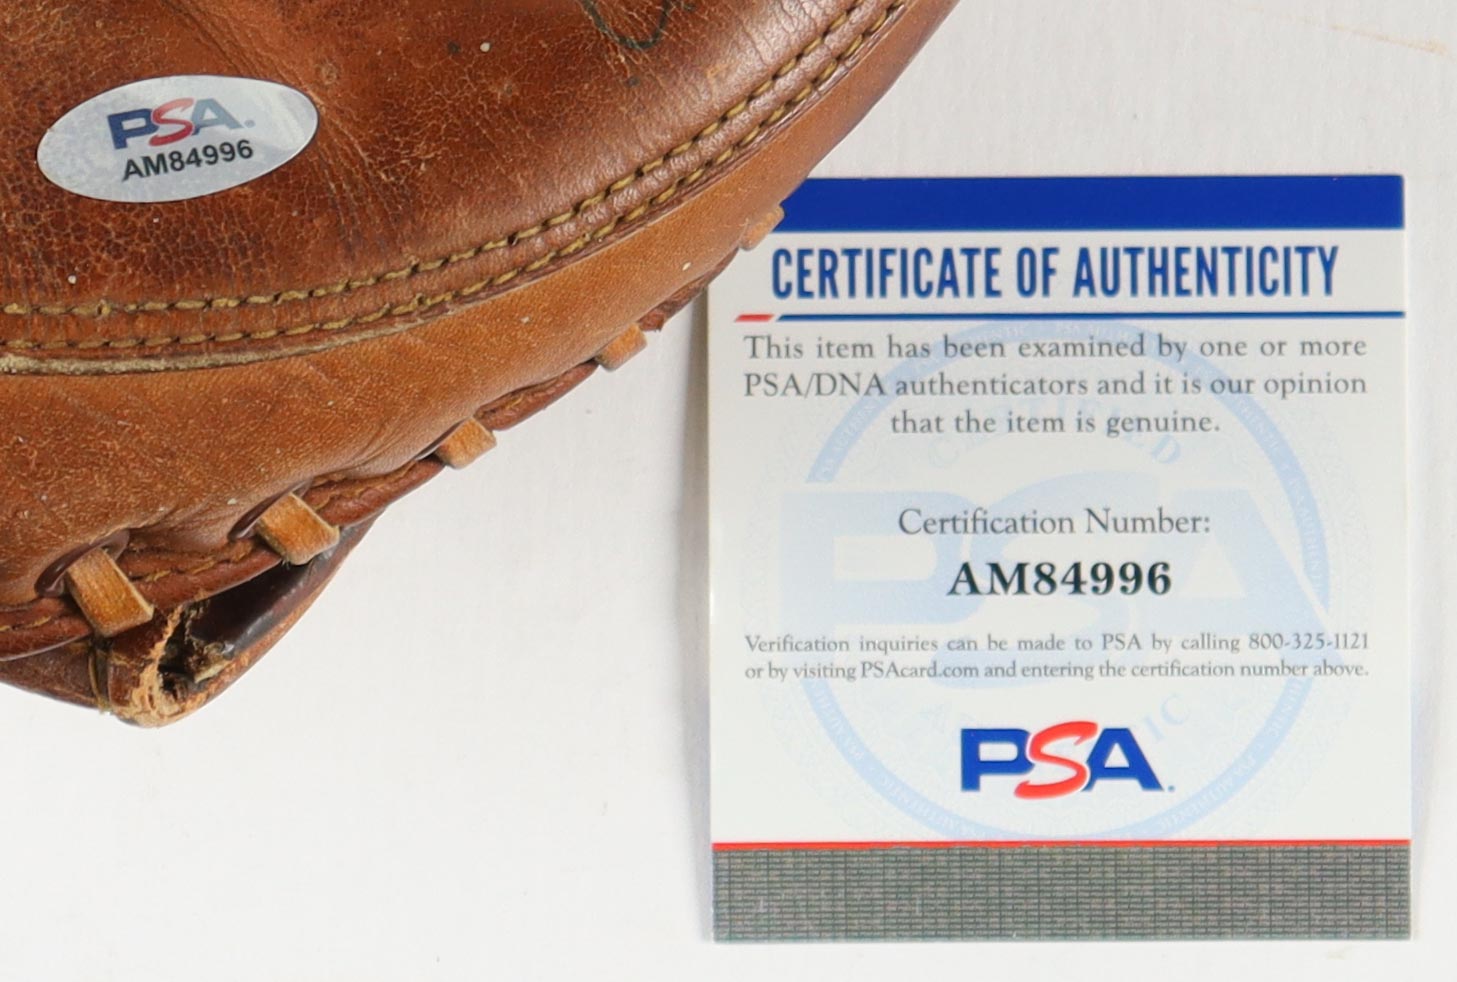 PSA.
AM84996
CERTIFICATE OF AUTHENTICITY
This item has been examined by one or more
PSA/DNA authenticators and it is our opinion
that the item is genuine.
Certification Number:
AM84996
Verification inquiries can be made to PSA by calling 800-325-1121
or by visiting PSAcard.com and entering the certification number above.
PSA.